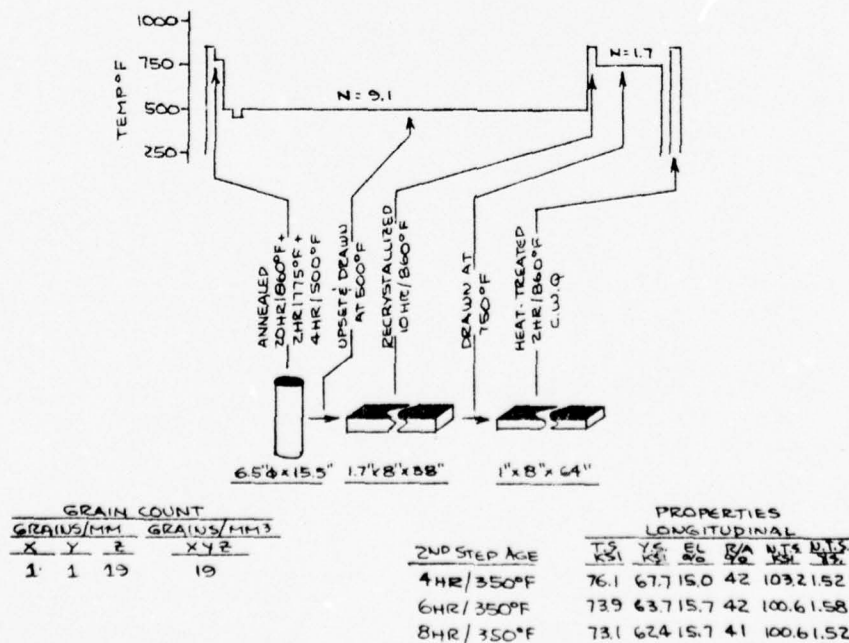 1000
750
500
250
TEMP°F
N = 9.1
N = 1.7
ANNEALED
20HR/860°F+
2HR/775°F+
4HR/500°F
UPSET & DRAWN
AT 500°F
RECRYSTALLIZED
10HR/860°F
DRAWN AT
750°F
HEAT-TREATED
2HR/860°F
C.W.Q
6.5"ϕ x 15.5"
1.7"x8"x38"
1"x8"x64"
GRAIN COUNT
GRAINS/MM GRAINS/MM3
X Y Z XYZ
1 1 19 19
PROPERTIES
LONGITUDINAL
2ND STEP AGE T.S. KSI Y.S. KSI EL % R/A % N.T.S. KSI N.T.S. Y.S.
4HR/350°F 76.1 67.7 15.0 42 103.2 1.52
6HR/350°F 73.9 63.7 15.7 42 100.6 1.58
8HR/350°F 73.1 62.4 15.7 41 100.6 1.52